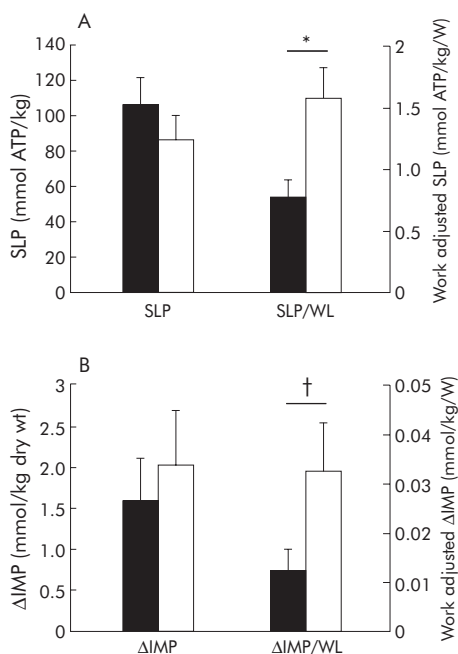 A
140
120
100
80
60
40
20
0
SLP (mmol ATP/kg)
2
1.5
1
0.5
0
Work adjusted SLP (mmol ATP/kg/W)
*
SLP
SLP/WL
B
3
2.5
2.0
1.5
1.0
0.5
0
ΔIMP (mmol/kg dry wt)
0.05
0.04
0.03
0.02
0.01
0
Work adjusted ΔIMP (mmol/kg/W)
†
ΔIMP
ΔIMP/WL